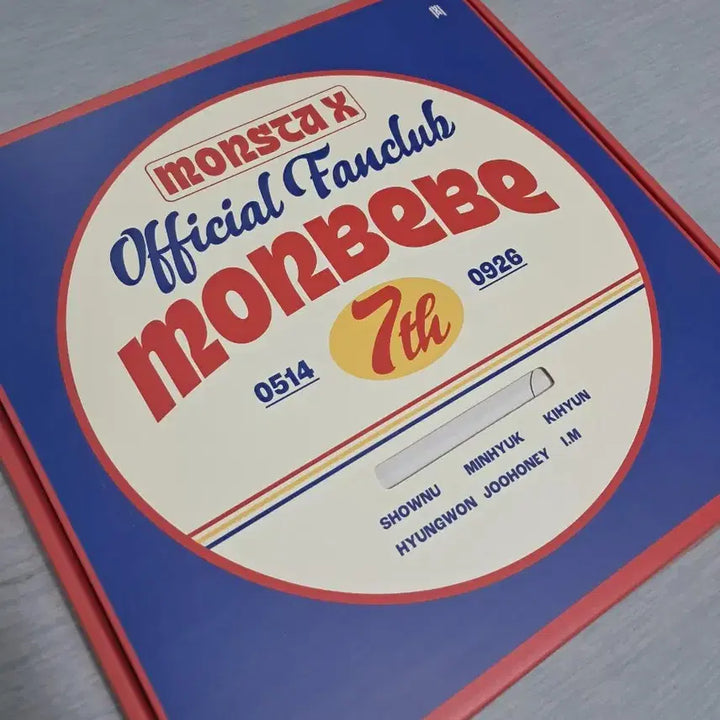 MONSTA X
Official Fanclub
MONBEBE
0514 7th 0926
SHOWNU MINHYUK KIHYUN
HYUNGWON JOOHONEY I.M